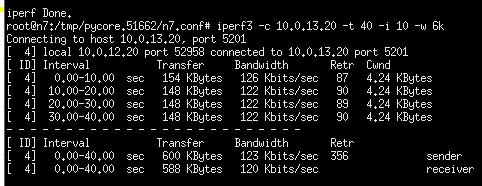 iperf Done.
root@n7:/tmp/pycore.51662/n7.conf# iperf3 -c 10.0.13.20 -t 40 -i 10 -w 6k
Connecting to host 10.0.13.20, port 5201
[  4] local 10.0.12.20 port 52958 connected to 10.0.13.20 port 5201
[ ID] Interval           Transfer     Bandwidth       Retr  Cwnd
[  4]   0.00-10.00  sec   154 KBytes   126 Kbits/sec   87   4.24 KBytes
[  4]  10.00-20.00  sec   148 KBytes   122 Kbits/sec   90   4.24 KBytes
[  4]  20.00-30.00  sec   148 KBytes   122 Kbits/sec   89   4.24 KBytes
[  4]  30.00-40.00  sec   148 KBytes   122 Kbits/sec   90   4.24 KBytes
- - - - - - - - - - - - - - - - - - - - - - - - -
[ ID] Interval           Transfer     Bandwidth       Retr
[  4]   0.00-40.00  sec   600 KBytes   123 Kbits/sec  356             sender
[  4]   0.00-40.00  sec   588 KBytes   120 Kbits/sec                  receiver